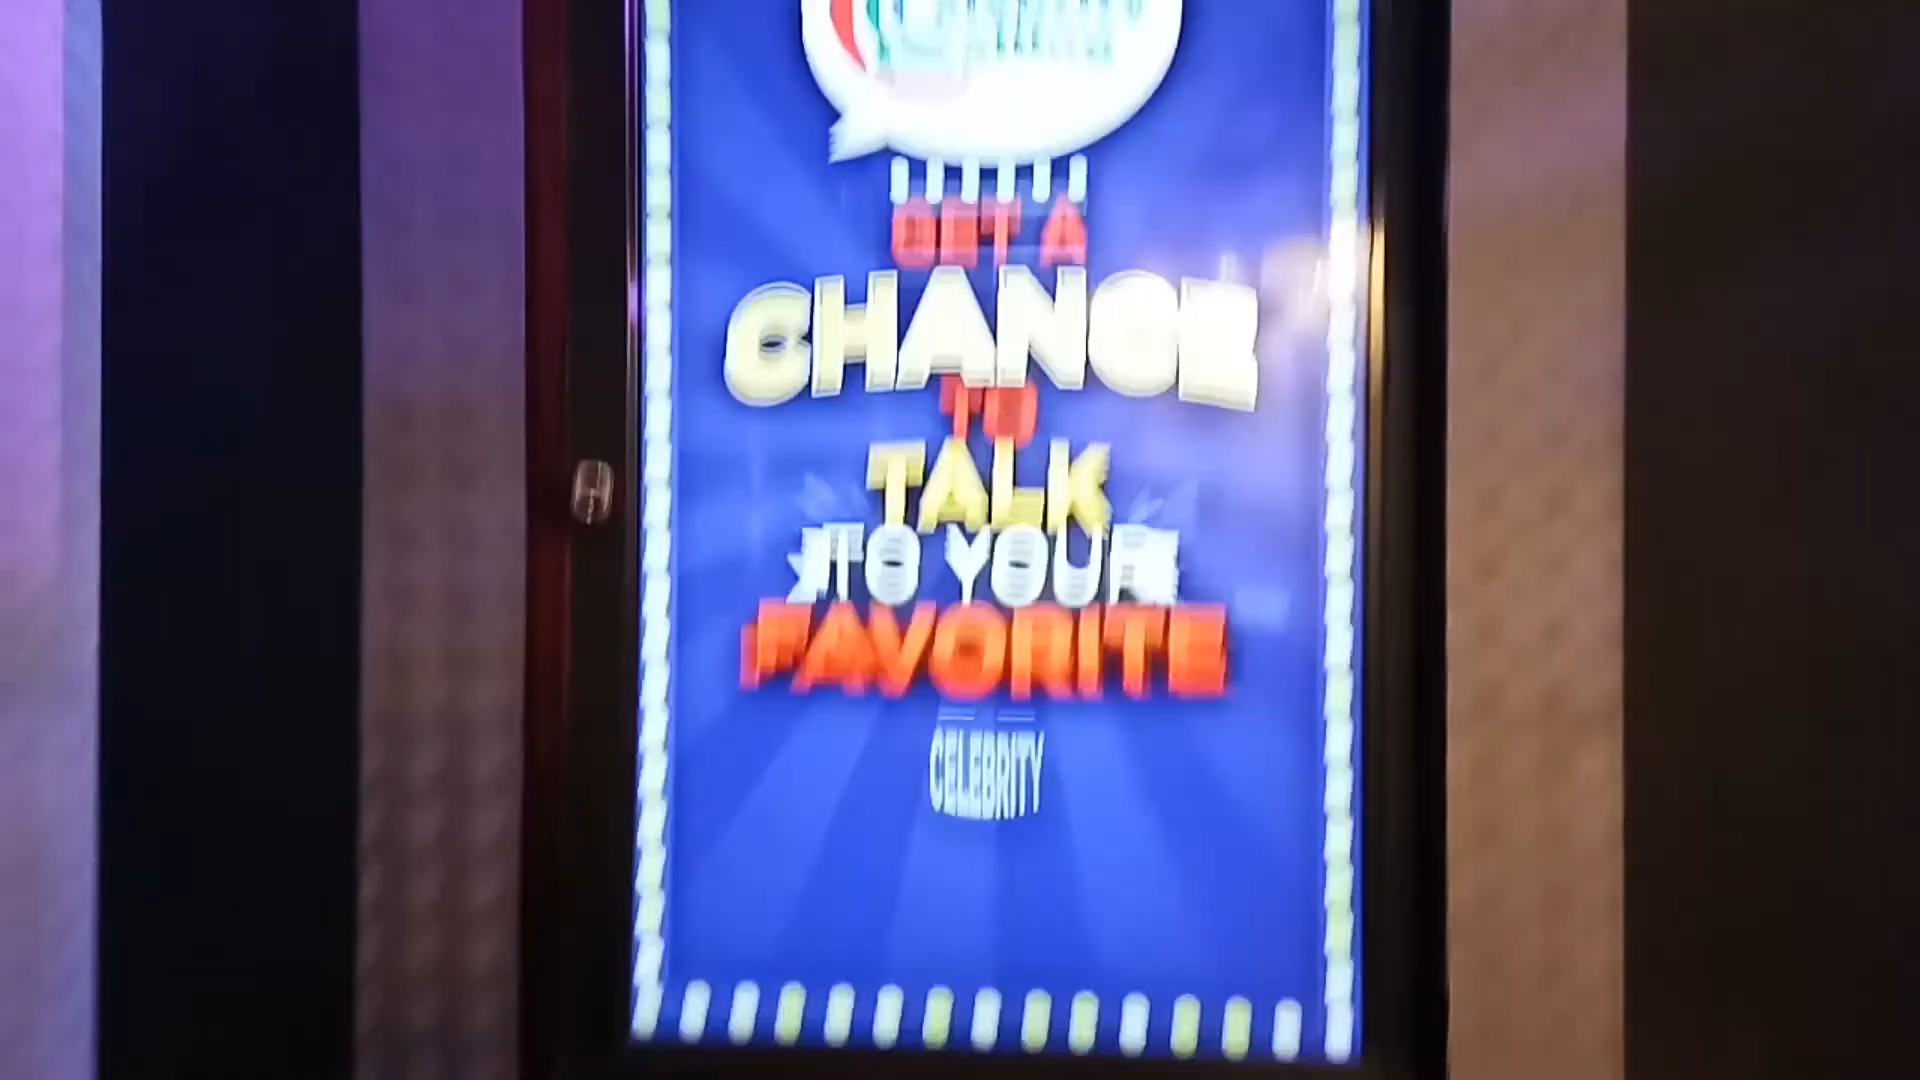 GET A
CHANCE
TO
TALK
TO YOUR
FAVORITE
CELEBRITY